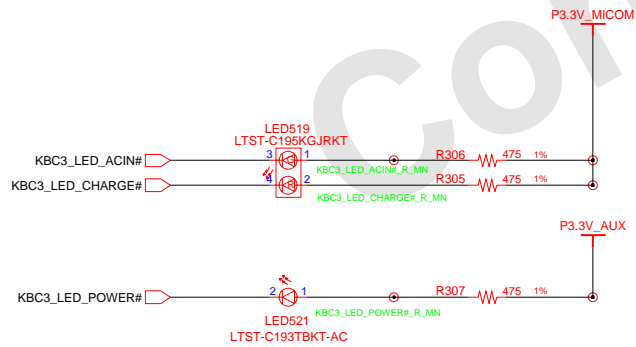 Con
P3.3V_MICOM
LED519
LTST-C195KGJRKT
KBC3_LED_ACIN# 3 G 1 R306 475 1%
KBC3_LED_ACIN#_R_MN
KBC3_LED_CHARGE# 4 R 2 R305 475 1%
KBC3_LED_CHARGE#_R_MN
P3.3V_AUX
KBC3_LED_POWER# 2 1 R307 475 1%
KBC3_LED_POWER#_R_MN
LED521
LTST-C193TBKT-AC